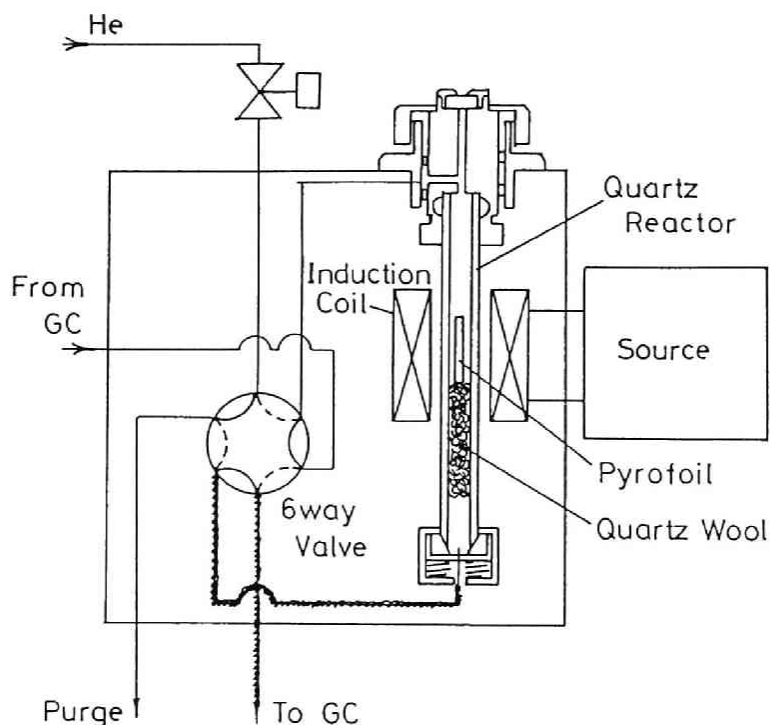 He
Quartz
Reactor
Induction
Coil
From
GC
Source
Pyrofoil
6way
Valve
Quartz Wool
Purge
To GC